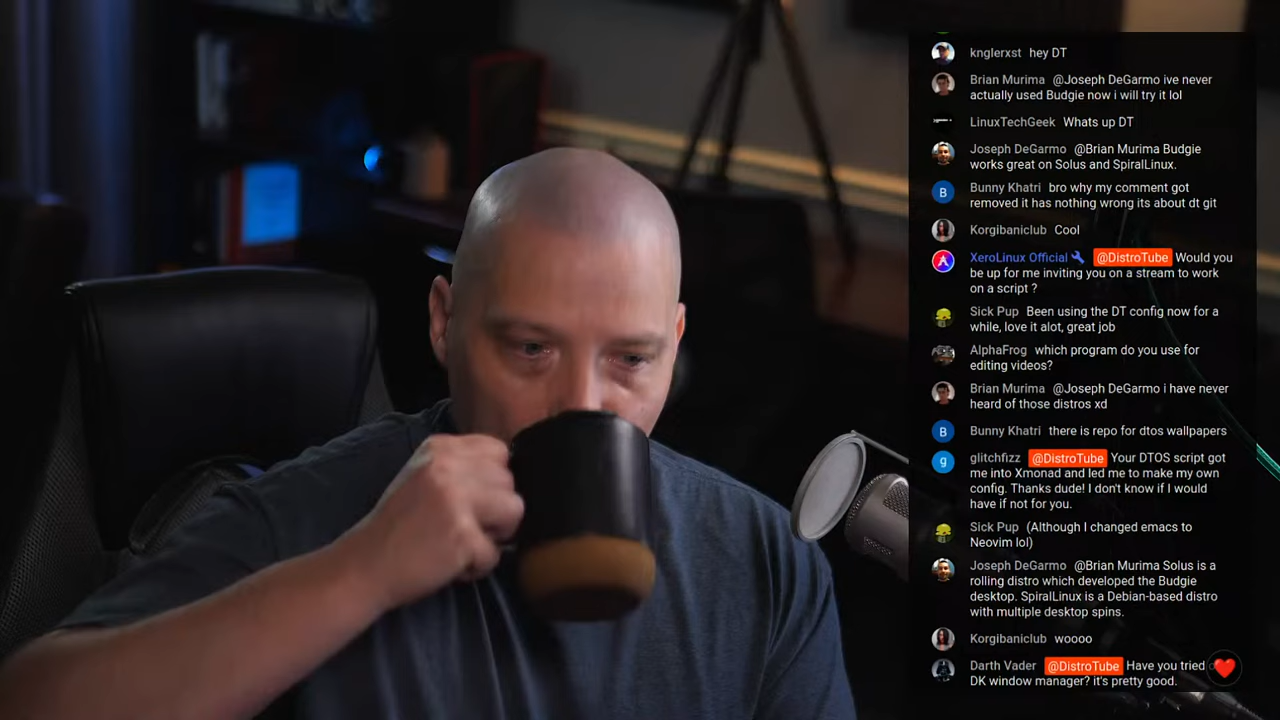 knglerxst hey DT
Brian Murima @Joseph DeGarmo ive never
actually used Budgie now i will try it lol
LinuxTechGeek Whats up DT
Joseph DeGarmo @Brian Murima Budgie
works great on Solus and SpiralLinux.
B
Bunny Khatri bro why my comment got
removed it has nothing wrong its about dt git
Korgibaniclub Cool
XeroLinux Official @DistroTube Would you
be up for me inviting you on a stream to work
on a script ?
Sick Pup Been using the DT config now for a
while, love it alot, great job
AlphaFrog which program do you use for
editing videos?
Brian Murima @Joseph DeGarmo i have never
heard of those distros xd
B
Bunny Khatri there is repo for dtos wallpapers
g
glitchfizz @DistroTube Your DTOS script got
me into Xmonad and led me to make my own
config. Thanks dude! I don't know if I would
have if not for you.
Sick Pup (Although I changed emacs to
Neovim lol)
Joseph DeGarmo @Brian Murima Solus is a
rolling distro which developed the Budgie
desktop. SpiralLinux is a Debian-based distro
with multiple desktop spins.
Korgibaniclub woooo
Darth Vader @DistroTube Have you tried
DK window manager? it's pretty good.